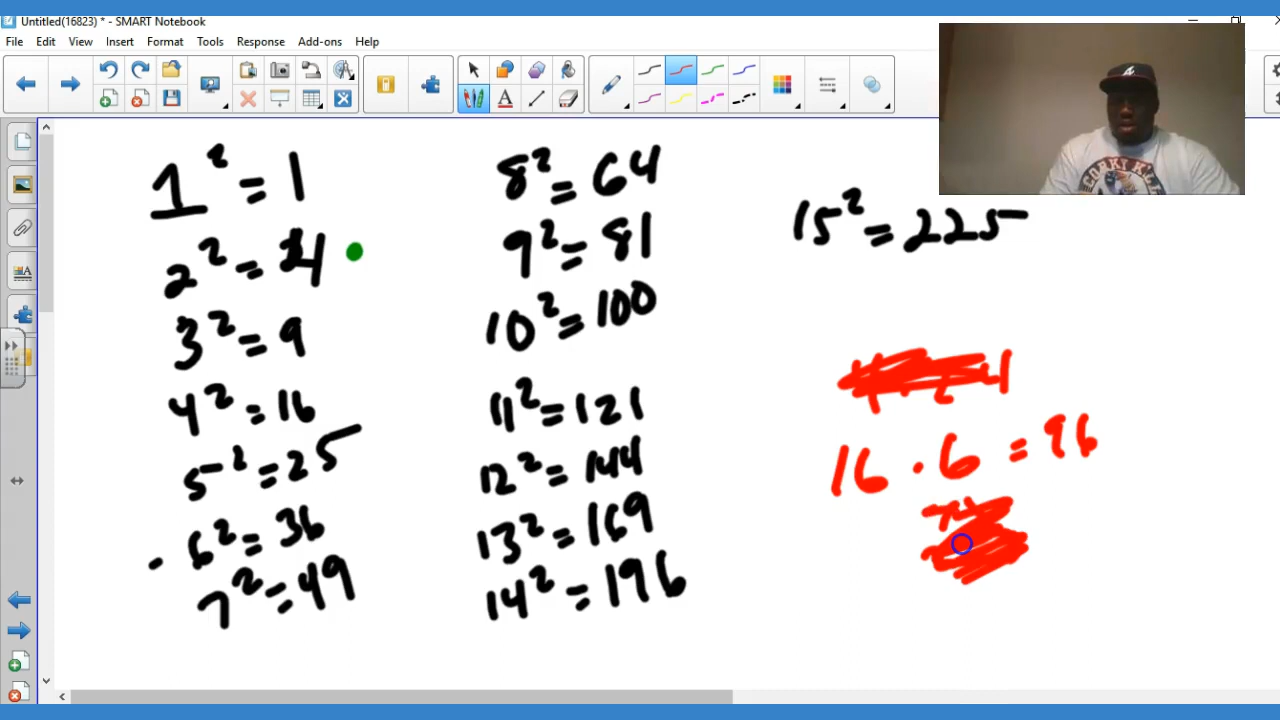 Untitled(16823) * - SMART Notebook
File Edit View Insert Format Tools Response Add-ons Help
1² = 1
2² = 4
3² = 9
4² = 16
5² = 25
6² = 36
7² = 49
8² = 64
9² = 81
10² = 100
11² = 121
12² = 144
13² = 169
14² = 196
15² = 225
16 · 6 = 96
CORKY KELL